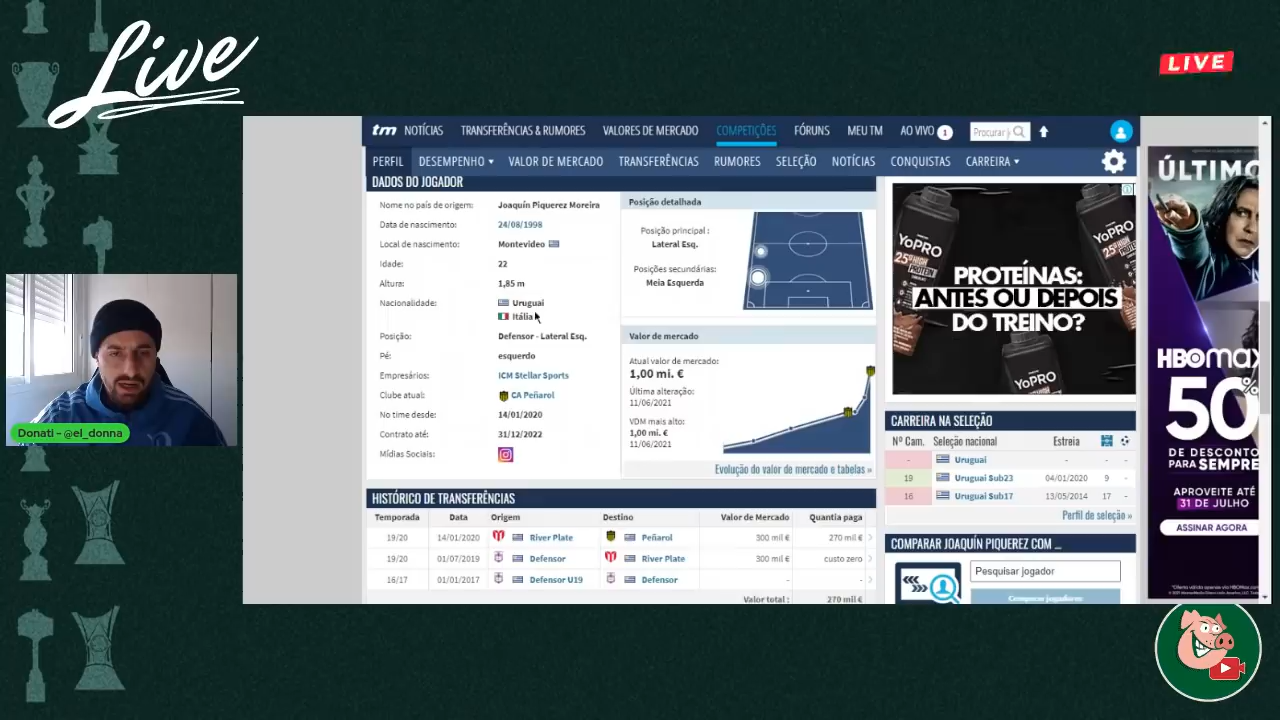 Live
LIVE
tm NOTÍCIAS TRANSFERÊNCIAS & RUMORES VALORES DE MERCADO COMPETIÇÕES FÓRUNS MEU TM AO VIVO 1 Procurar j
PERFIL DESEMPENHO VALOR DE MERCADO TRANSFERÊNCIAS RUMORES SELEÇÃO NOTÍCIAS CONQUISTAS CARREIRA
DADOS DO JOGADOR
Nome no país de origem: Joaquín Piquerez Moreira
Data de nascimento: 24/08/1998
Local de nascimento: Montevideo
Idade: 22
Altura: 1,85 m
Nacionalidade: Uruguai
Itália
Posição: Defensor - Lateral Esq.
Pé: esquerdo
Empresários: ICM Stellar Sports
Clube atual: CA Peñarol
No time desde: 14/01/2020
Contrato até: 31/12/2022
Mídias Sociais:
Posição detalhada
Posição principal :
Lateral Esq.
Posições secundárias:
Meia Esquerda
Valor de mercado
Atual valor de mercado:
1,00 mi. €
Última alteração:
11/06/2021
VDM mais alto:
1,00 mi. €
11/06/2021
Evolução do valor de mercado e tabelas »
HISTÓRICO DE TRANSFERÊNCIAS
Temporada Data Origem Destino Valor de Mercado Quantia paga
19/20 14/01/2020 River Plate Peñarol 300 mil € 270 mil €
19/20 01/07/2019 Defensor River Plate 300 mil € custo zero
16/17 01/01/2017 Defensor U19 Defensor - -
Valor total : 270 mil €
YoPRO
25G HIGH
PROTEIN
YoPRO
YoPRO
PROTEÍNAS:
ANTES OU DEPOIS
DO TREINO?
CARREIRA NA SELEÇÃO
Nº Cam. Seleção nacional Estreia
- Uruguai - - -
19 Uruguai Sub23 04/01/2020 9 -
16 Uruguai Sub17 13/05/2014 17 -
Perfil de seleção »
COMPARAR JOAQUÍN PIQUEREZ COM ...
Pesquisar jogador
Comparar jogadores
ÚLTIMO
HBOmax
50%
DE DESCONTO
PARA SEMPRE
APROVEITE ATÉ
31 DE JULHO
ASSINAR AGORA
Donati - @el_donna